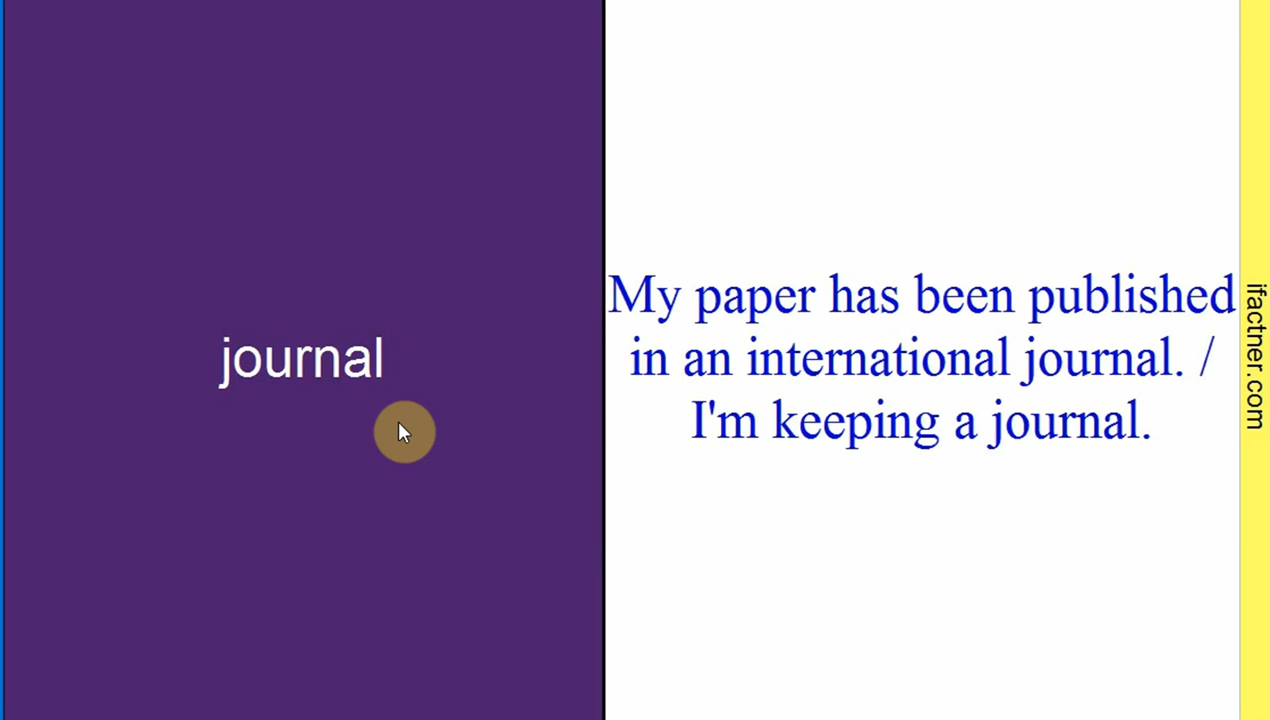 journal
My paper has been published
in an international journal. /
I'm keeping a journal.
ifactner.com